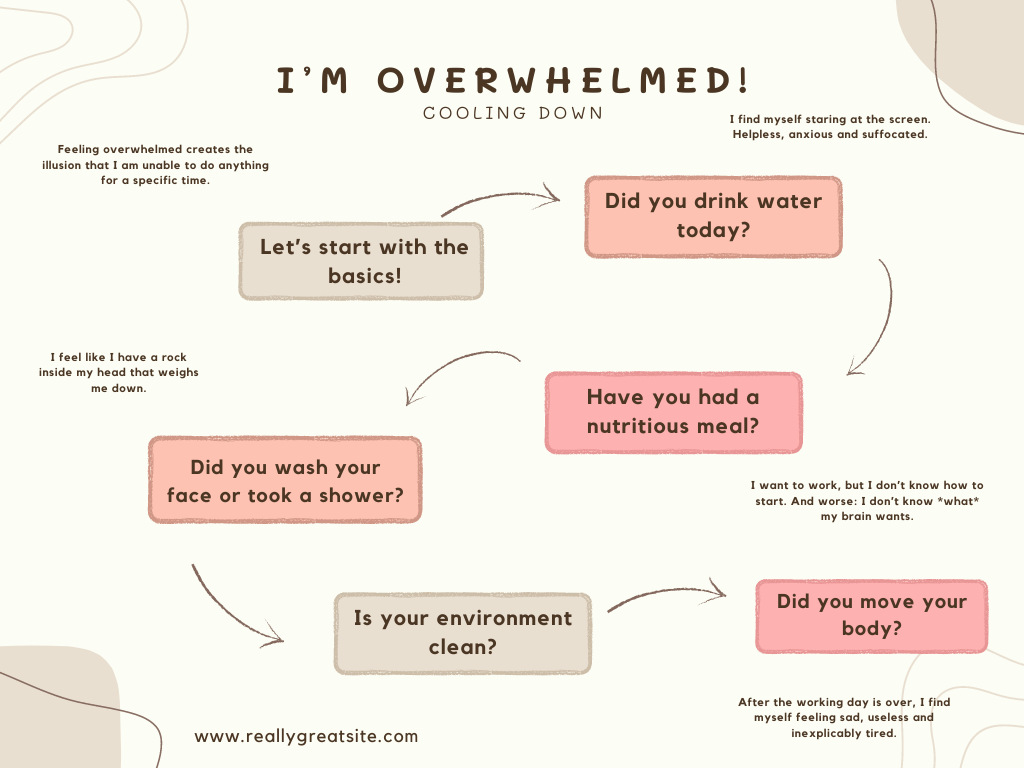 I'M OVERWHELMED!
COOLING DOWN
I find myself staring at the screen.
Helpless, anxious and suffocated.
Feeling overwhelmed creates the
illusion that I am unable to do anything
for a specific time.
Let's start with the
basics!
Did you drink water
today?
I feel like I have a rock
inside my head that weighs
me down.
Have you had a
nutritious meal?
Did you wash your
face or took a shower?
I want to work, but I don't know how to
start. And worse: I don't know *what*
my brain wants.
Is your environment
clean?
Did you move your
body?
After the working day is over, I find
myself feeling sad, useless and
inexplicably tired.
www.reallygreatsite.com